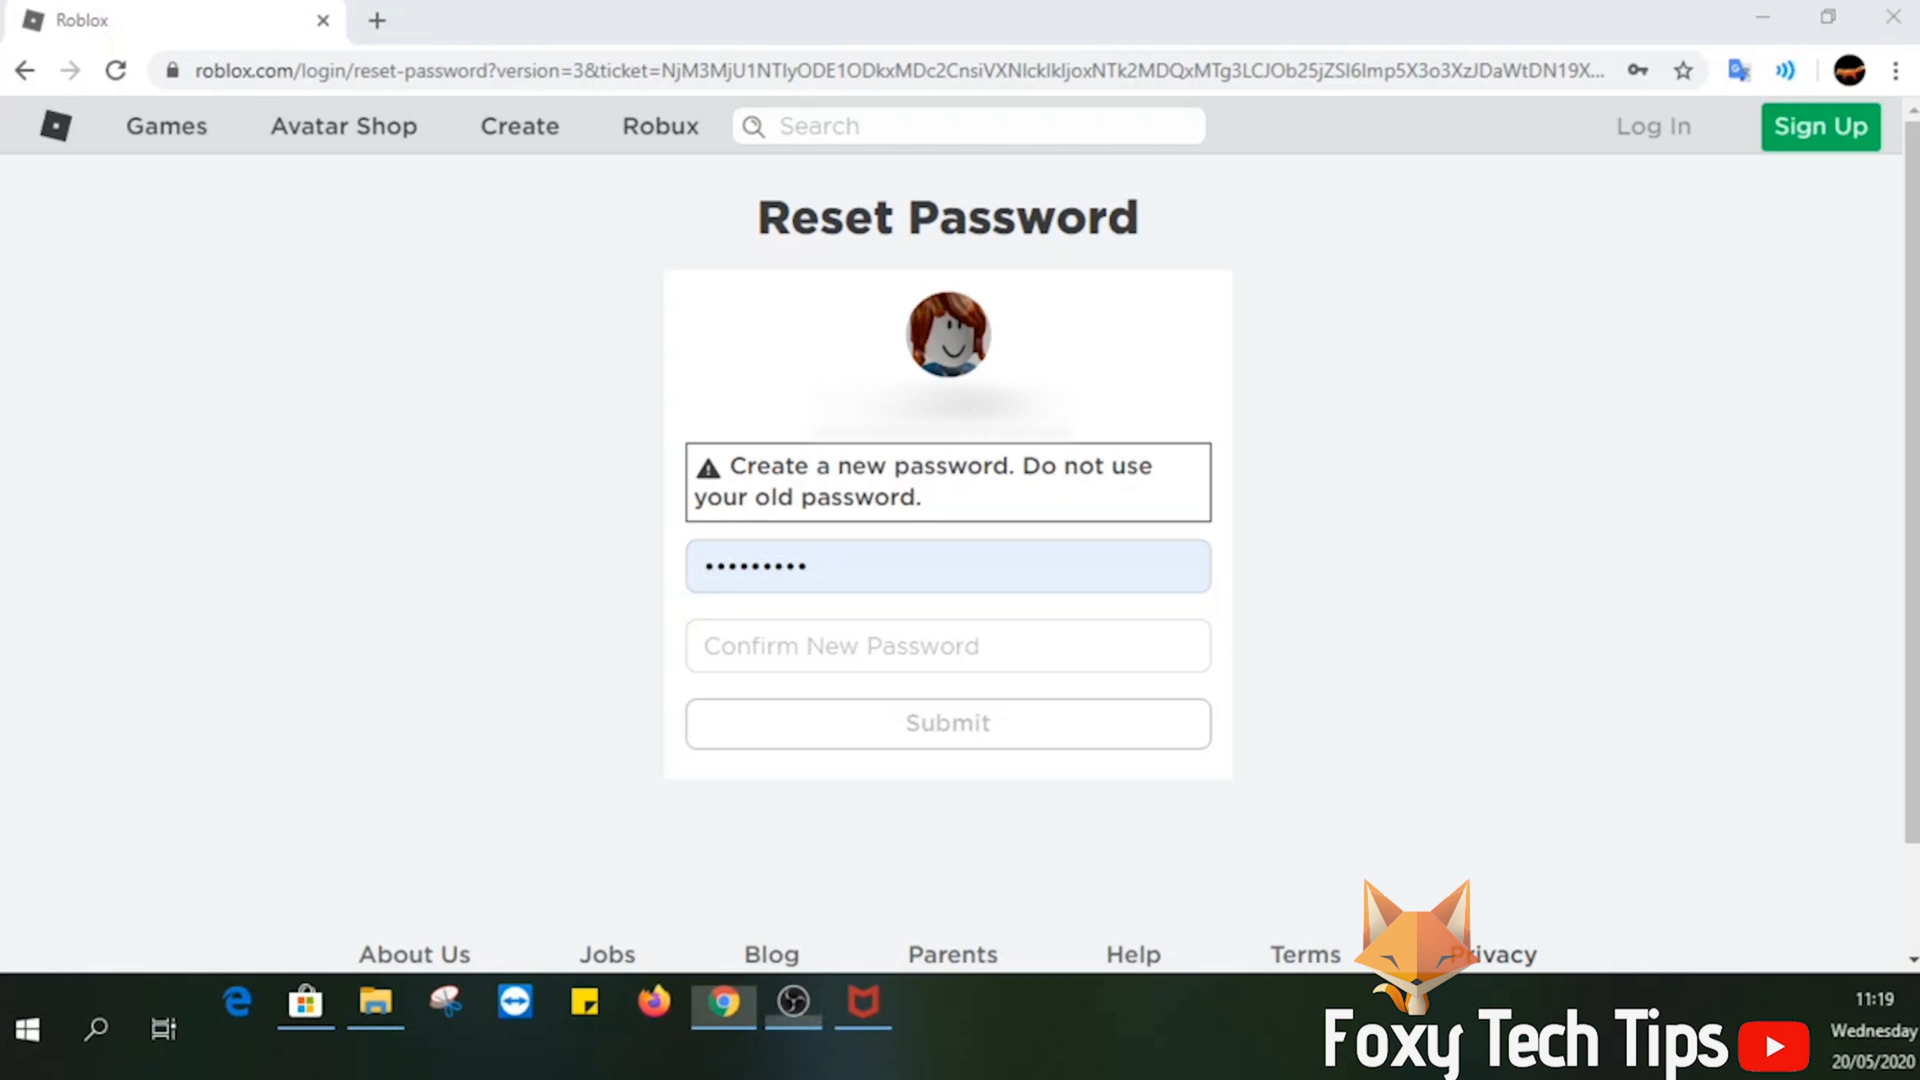 Roblox
roblox.com/login/reset-password?version=3&ticket=
Games Avatar Shop Create Robux Search Log In Sign Up
Reset Password
Create a new password. Do not use
your old password.
•••••••••
Confirm New Password
Submit
About Us Jobs Blog Parents Help Terms Privacy
11:19
Wednesday
20/05/2020
Foxy Tech Tips